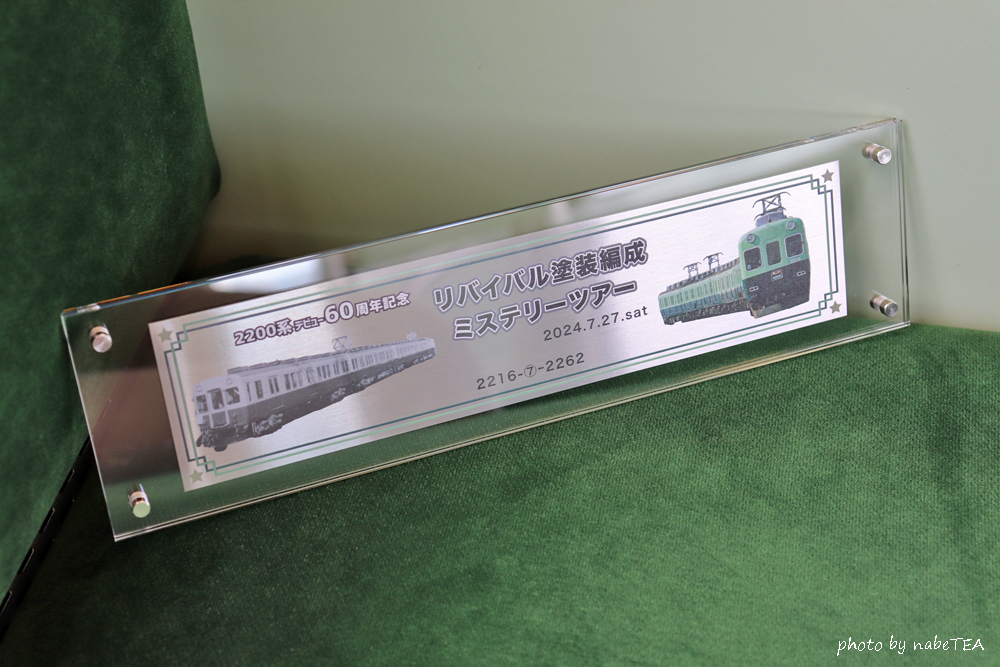 2200系デビュー60周年記念
リバイバル塗装編成
ミステリーツアー
2024.7.27.sat
2216-⑦-2262
photo by nabeTEA